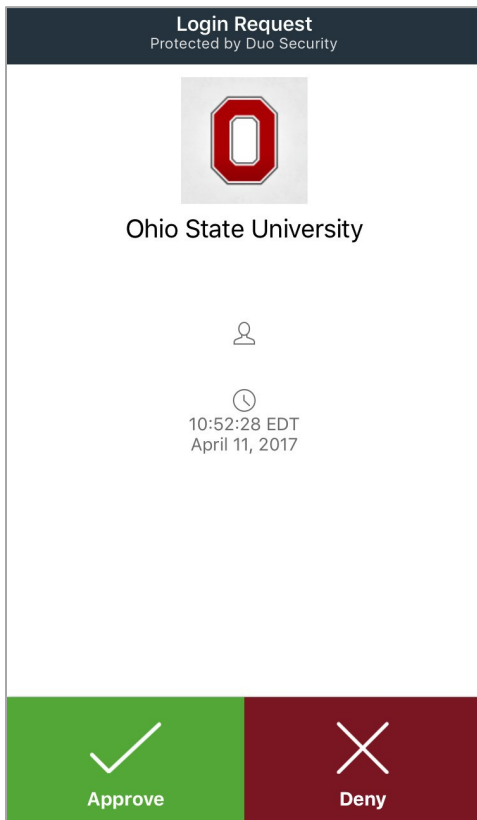 Login Request
Protected by Duo Security
O
Ohio State University
10:52:28 EDT
April 11, 2017
Approve
Deny